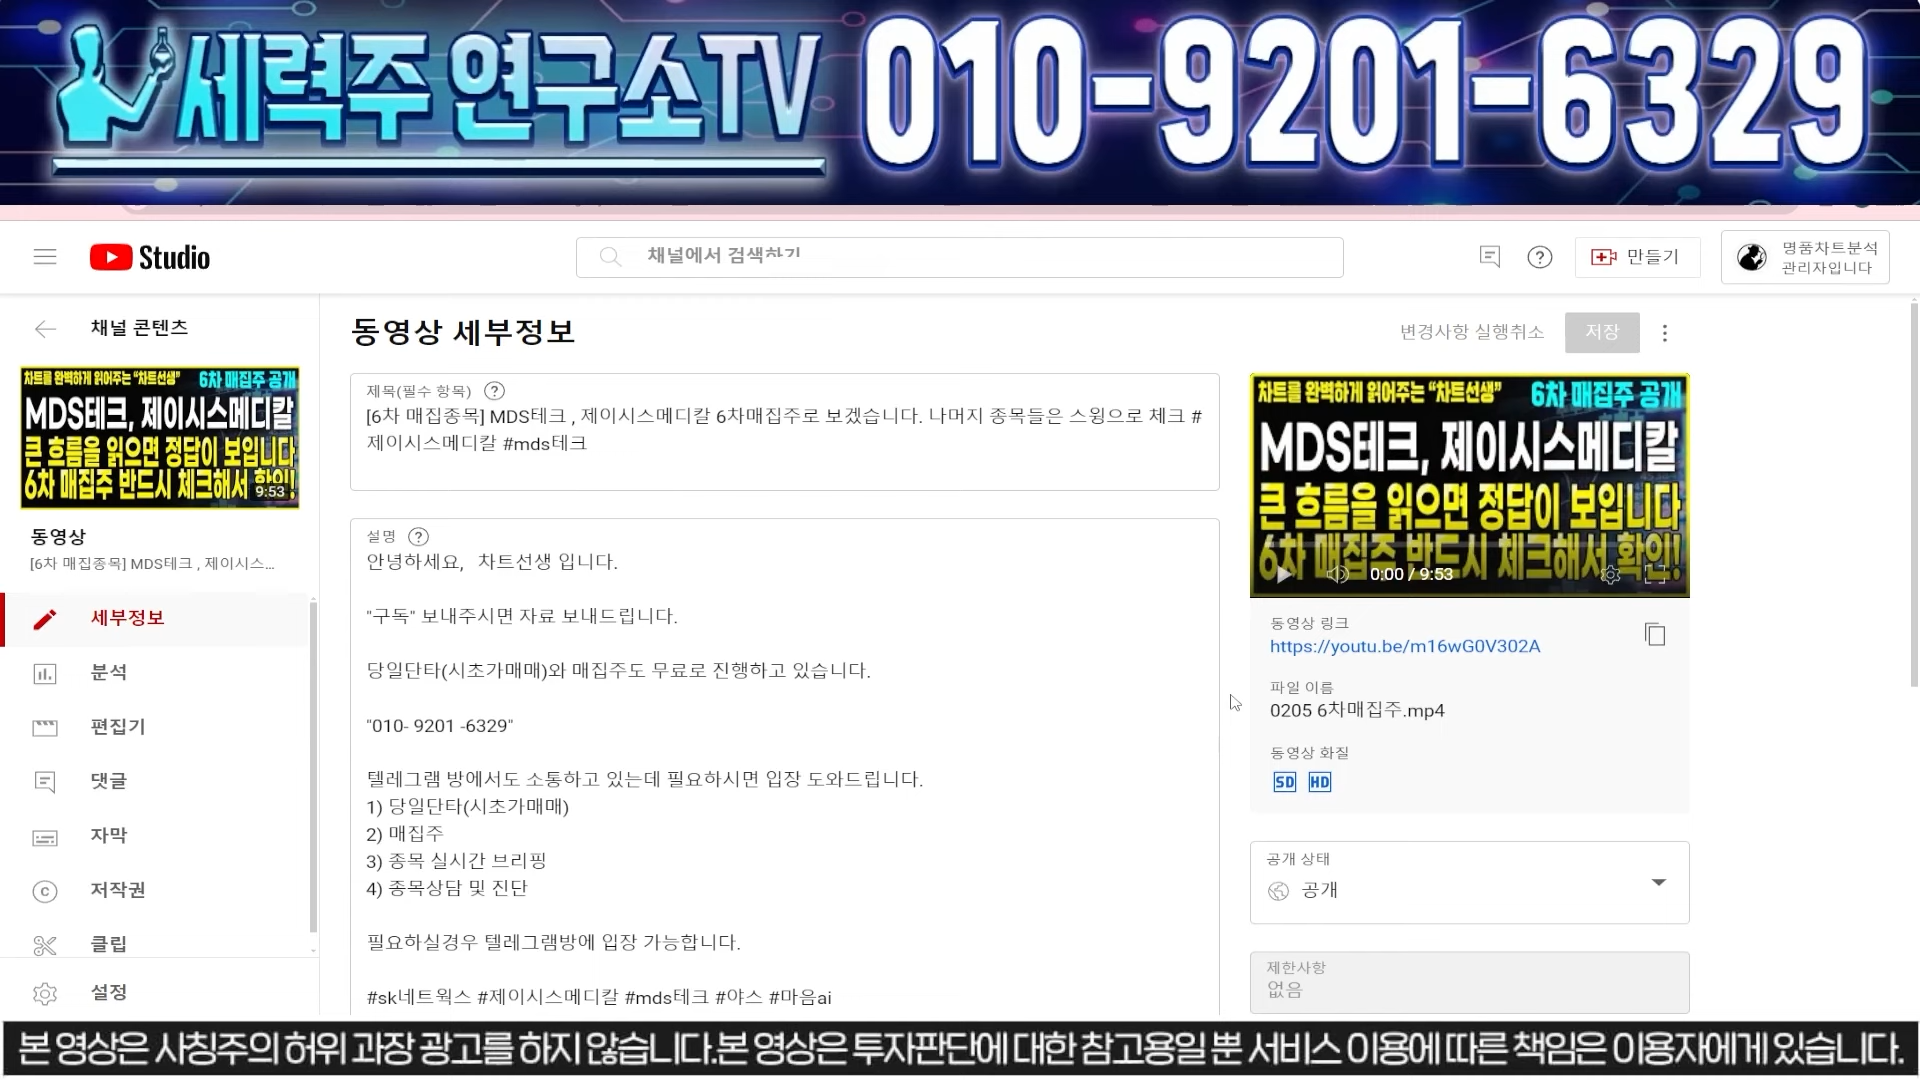 세력주 연구소TV 010-9201-6329
Studio
채널에서 검색하기
만들기
명품차트분석
관리자입니다
채널 콘텐츠
차트를 완벽하게 읽어주는 "차트선생" 6차 매집주 공개
MDS테크, 제이시스메디칼
큰 흐름을 읽으면 정답이 보입니다
6차 매집주 반드시 체크해서 확인!
9:53
동영상
[6차 매집종목] MDS테크 , 제이시스...
세부정보
분석
편집기
댓글
자막
저작권
클립
설정
동영상 세부정보
변경사항 실행취소
저장
제목(필수 항목)
[6차 매집종목] MDS테크 , 제이시스메디칼 6차매집주로 보겠습니다. 나머지 종목들은 스윙으로 체크 #
제이시스메디칼 #mds테크
설명
안녕하세요, 차트선생 입니다.
"구독" 보내주시면 자료 보내드립니다.
당일단타(시초가매매)와 매집주도 무료로 진행하고 있습니다.
"010- 9201 -6329"
텔레그램 방에서도 소통하고 있는데 필요하시면 입장 도와드립니다.
1) 당일단타(시초가매매)
2) 매집주
3) 종목 실시간 브리핑
4) 종목상담 및 진단
필요하실경우 텔레그램방에 입장 가능합니다.
#sk네트웍스 #제이시스메디칼 #mds테크 #야스 #마음ai
차트를 완벽하게 읽어주는 "차트선생" 6차 매집주 공개
MDS테크, 제이시스메디칼
큰 흐름을 읽으면 정답이 보입니다
6차 매집주 반드시 체크해서 확인!
0:00 / 9:53
동영상 링크
https://youtu.be/m16wG0V302A
파일 이름
0205 6차매집주.mp4
동영상 화질
SD HD
공개 상태
공개
제한사항
없음
본 영상은 사칭주의 허위 과장 광고를 하지 않습니다.본 영상은 투자판단에 대한 참고용일 뿐 서비스 이용에 따른 책임은 이용자에게 있습니다.